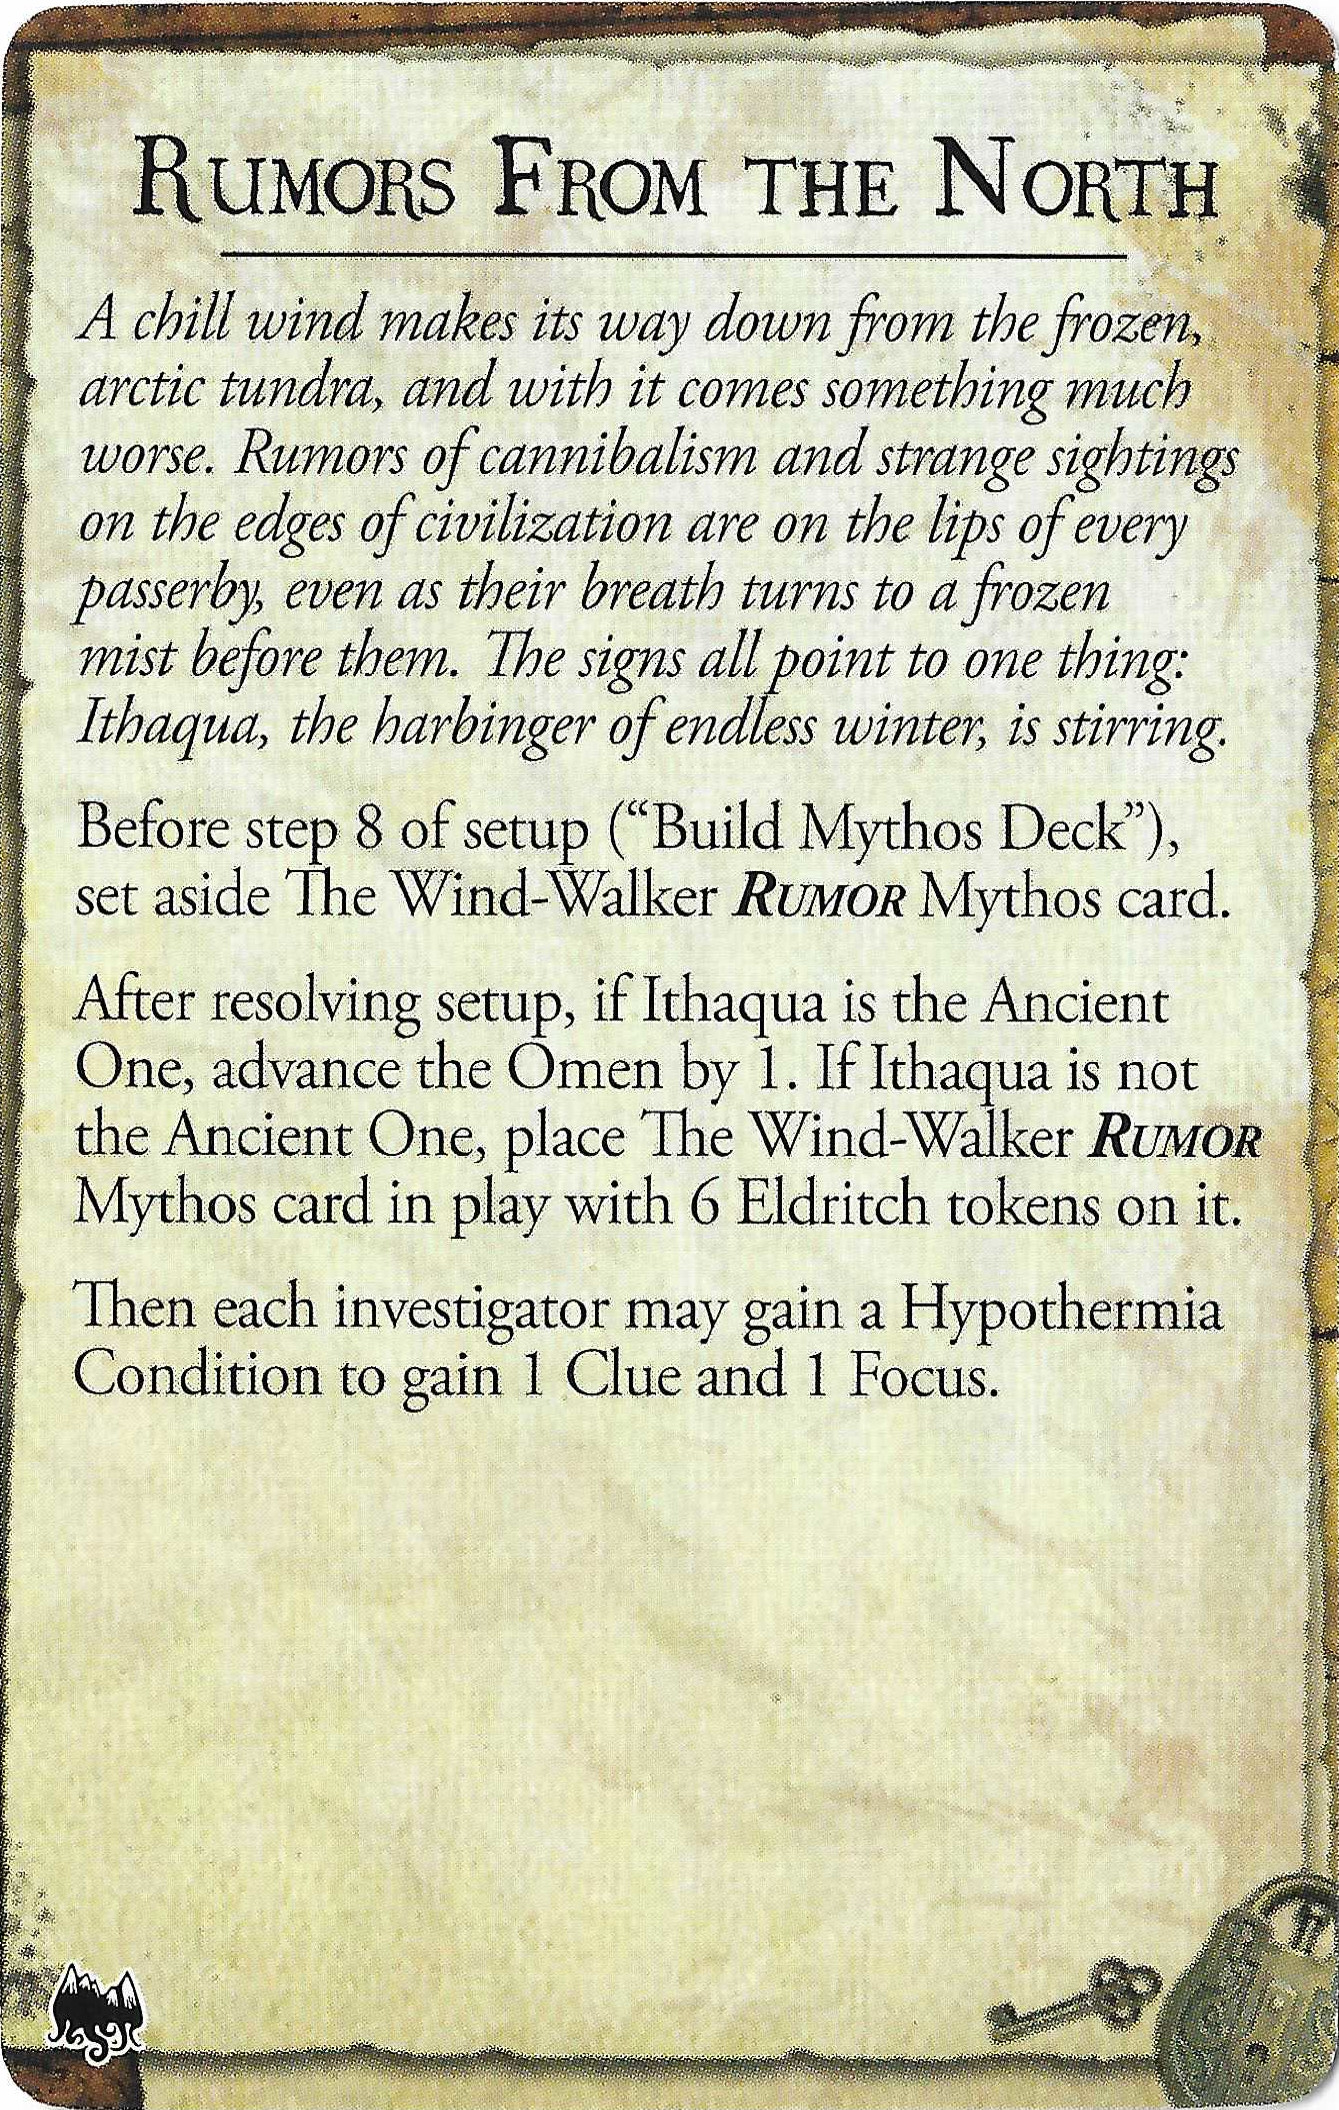 Rumors From the North
A chill wind makes its way down from the frozen,
arctic tundra, and with it comes something much
worse. Rumors of cannibalism and strange sightings
on the edges of civilization are on the lips of every
passerby, even as their breath turns to a frozen
mist before them. The signs all point to one thing:
Ithaqua, the harbinger of endless winter, is stirring.
Before step 8 of setup (“Build Mythos Deck”),
set aside The Wind-Walker RUMOR Mythos card.
After resolving setup, if Ithaqua is the Ancient
One, advance the Omen by 1. If Ithaqua is not
the Ancient One, place The Wind-Walker RUMOR
Mythos card in play with 6 Eldritch tokens on it.
Then each investigator may gain a Hypothermia
Condition to gain 1 Clue and 1 Focus.